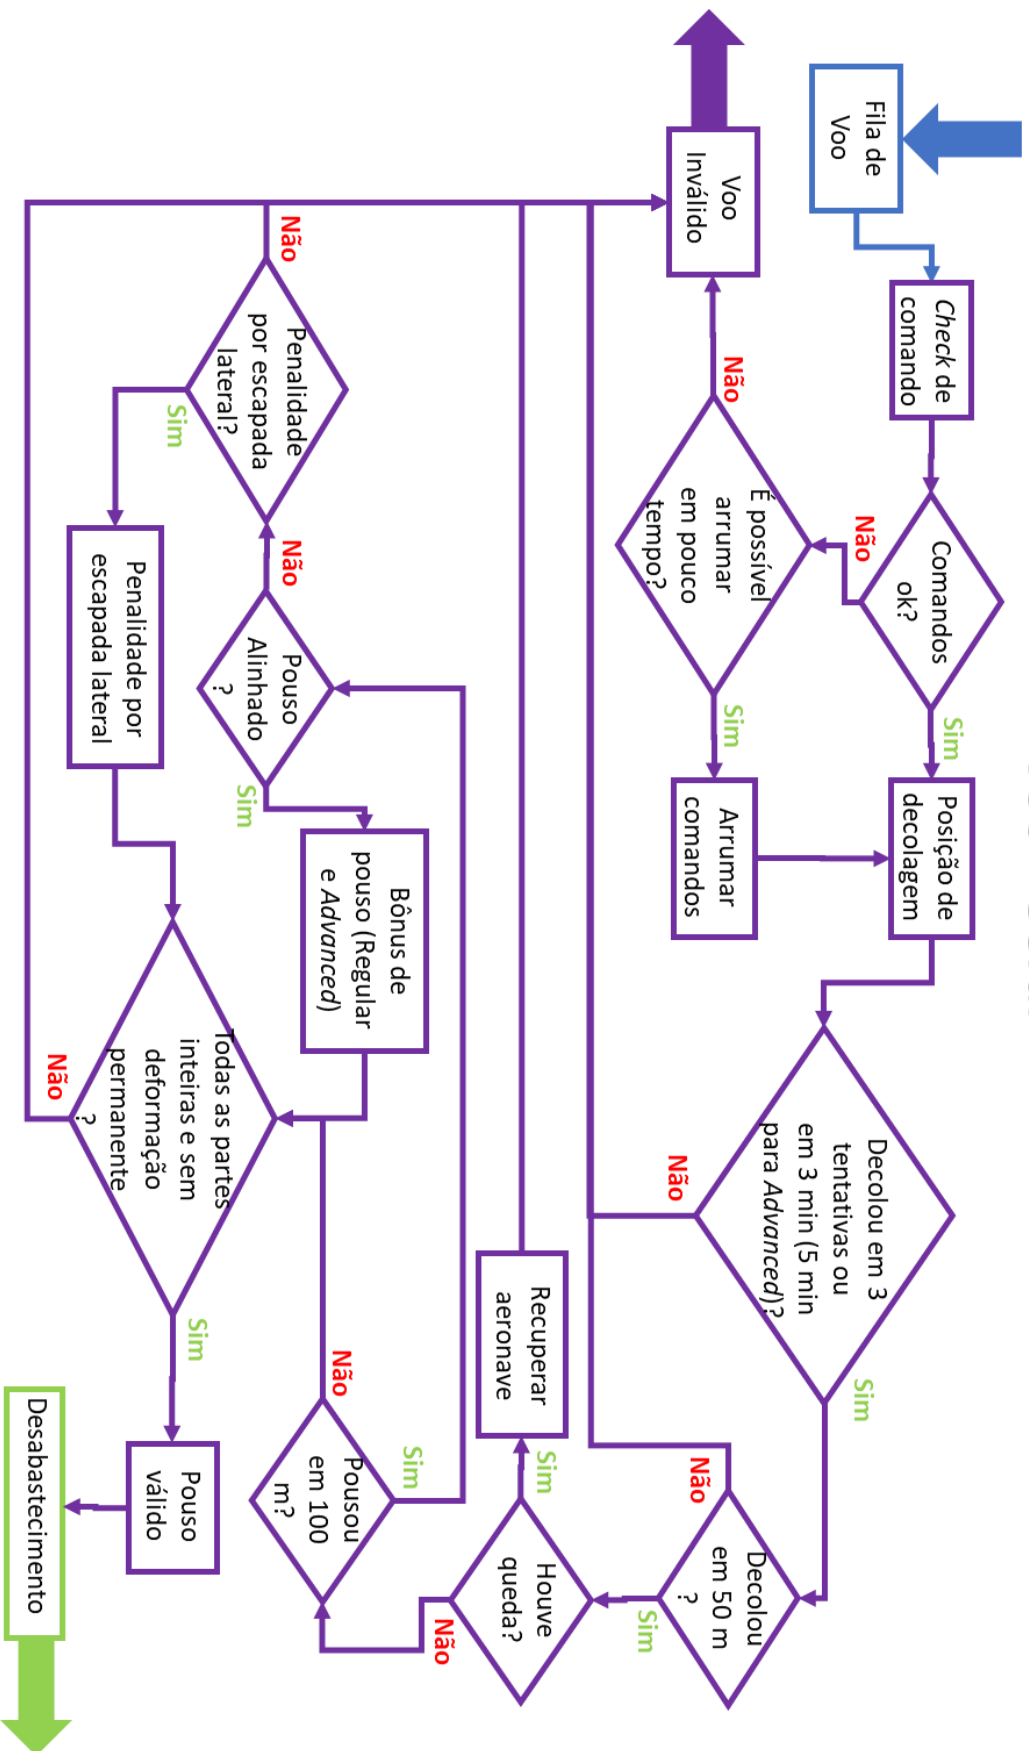 Fila de
Voo
Check de
comando
Comandos
ok?
Sim
Não
Posição de
decolagem
Voo
Inválido
Não
É possível
arrumar
em pouco
tempo?
Sim
Arrumar
comandos
Decolou em 3
tentativas ou
em 3 min (5 min
para Advanced)?
Sim
Não
Decolou
em 50 m
?
Não
Sim
Houve
queda?
Sim
Não
Recuperar
aeronave
Pousou
em 100
m?
Sim
Não
Pouso
Alinhado
?
Sim
Não
Bônus de
pouso (Regular
e Advanced)
Penalidade
por escapada
lateral?
Não
Sim
Penalidade por
escapada lateral
Todas as partes
inteiras e sem
deformação
permanente
?
Não
Sim
Pouso
válido
Desabastecimento